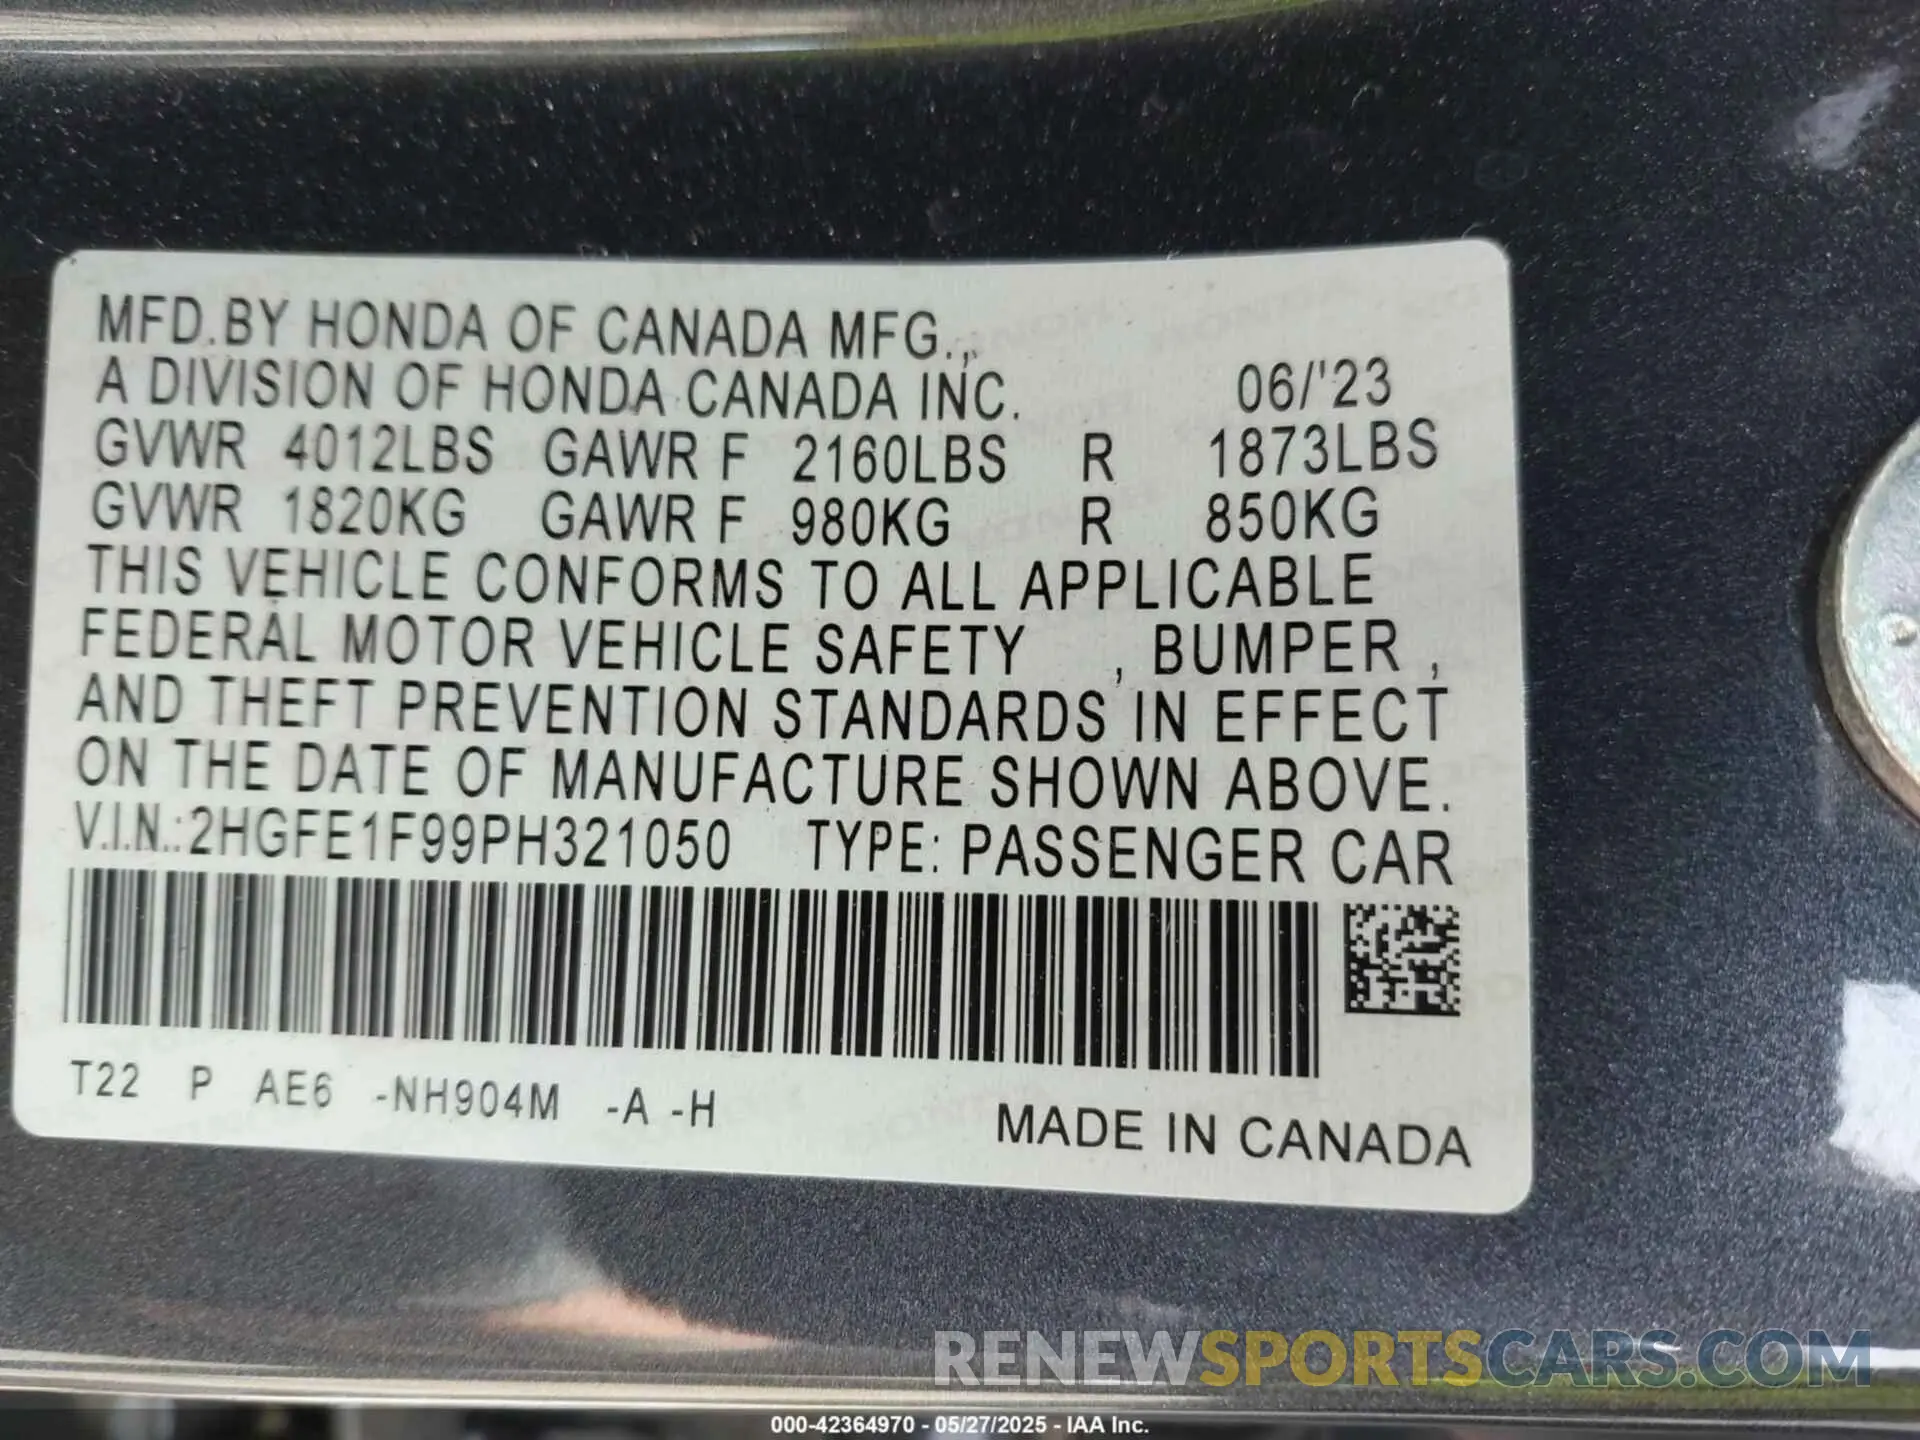 MFD.BY HONDA OF CANADA MFG.,
A DIVISION OF HONDA CANADA INC. 06/'23
GVWR 4012LBS GAWR F 2160LBS R 1873LBS
GVWR 1820KG GAWR F 980KG R 850KG
THIS VEHICLE CONFORMS TO ALL APPLICABLE
FEDERAL MOTOR VEHICLE SAFETY , BUMPER ,
AND THEFT PREVENTION STANDARDS IN EFFECT
ON THE DATE OF MANUFACTURE SHOWN ABOVE.
V.I.N.:2HGFE1F99PH321050 TYPE: PASSENGER CAR
T22 P AE6 -NH904M -A -H
MADE IN CANADA
RENEWSPORTSCARS.COM
000-42364970 - 05/27/2025 - IAA Inc.